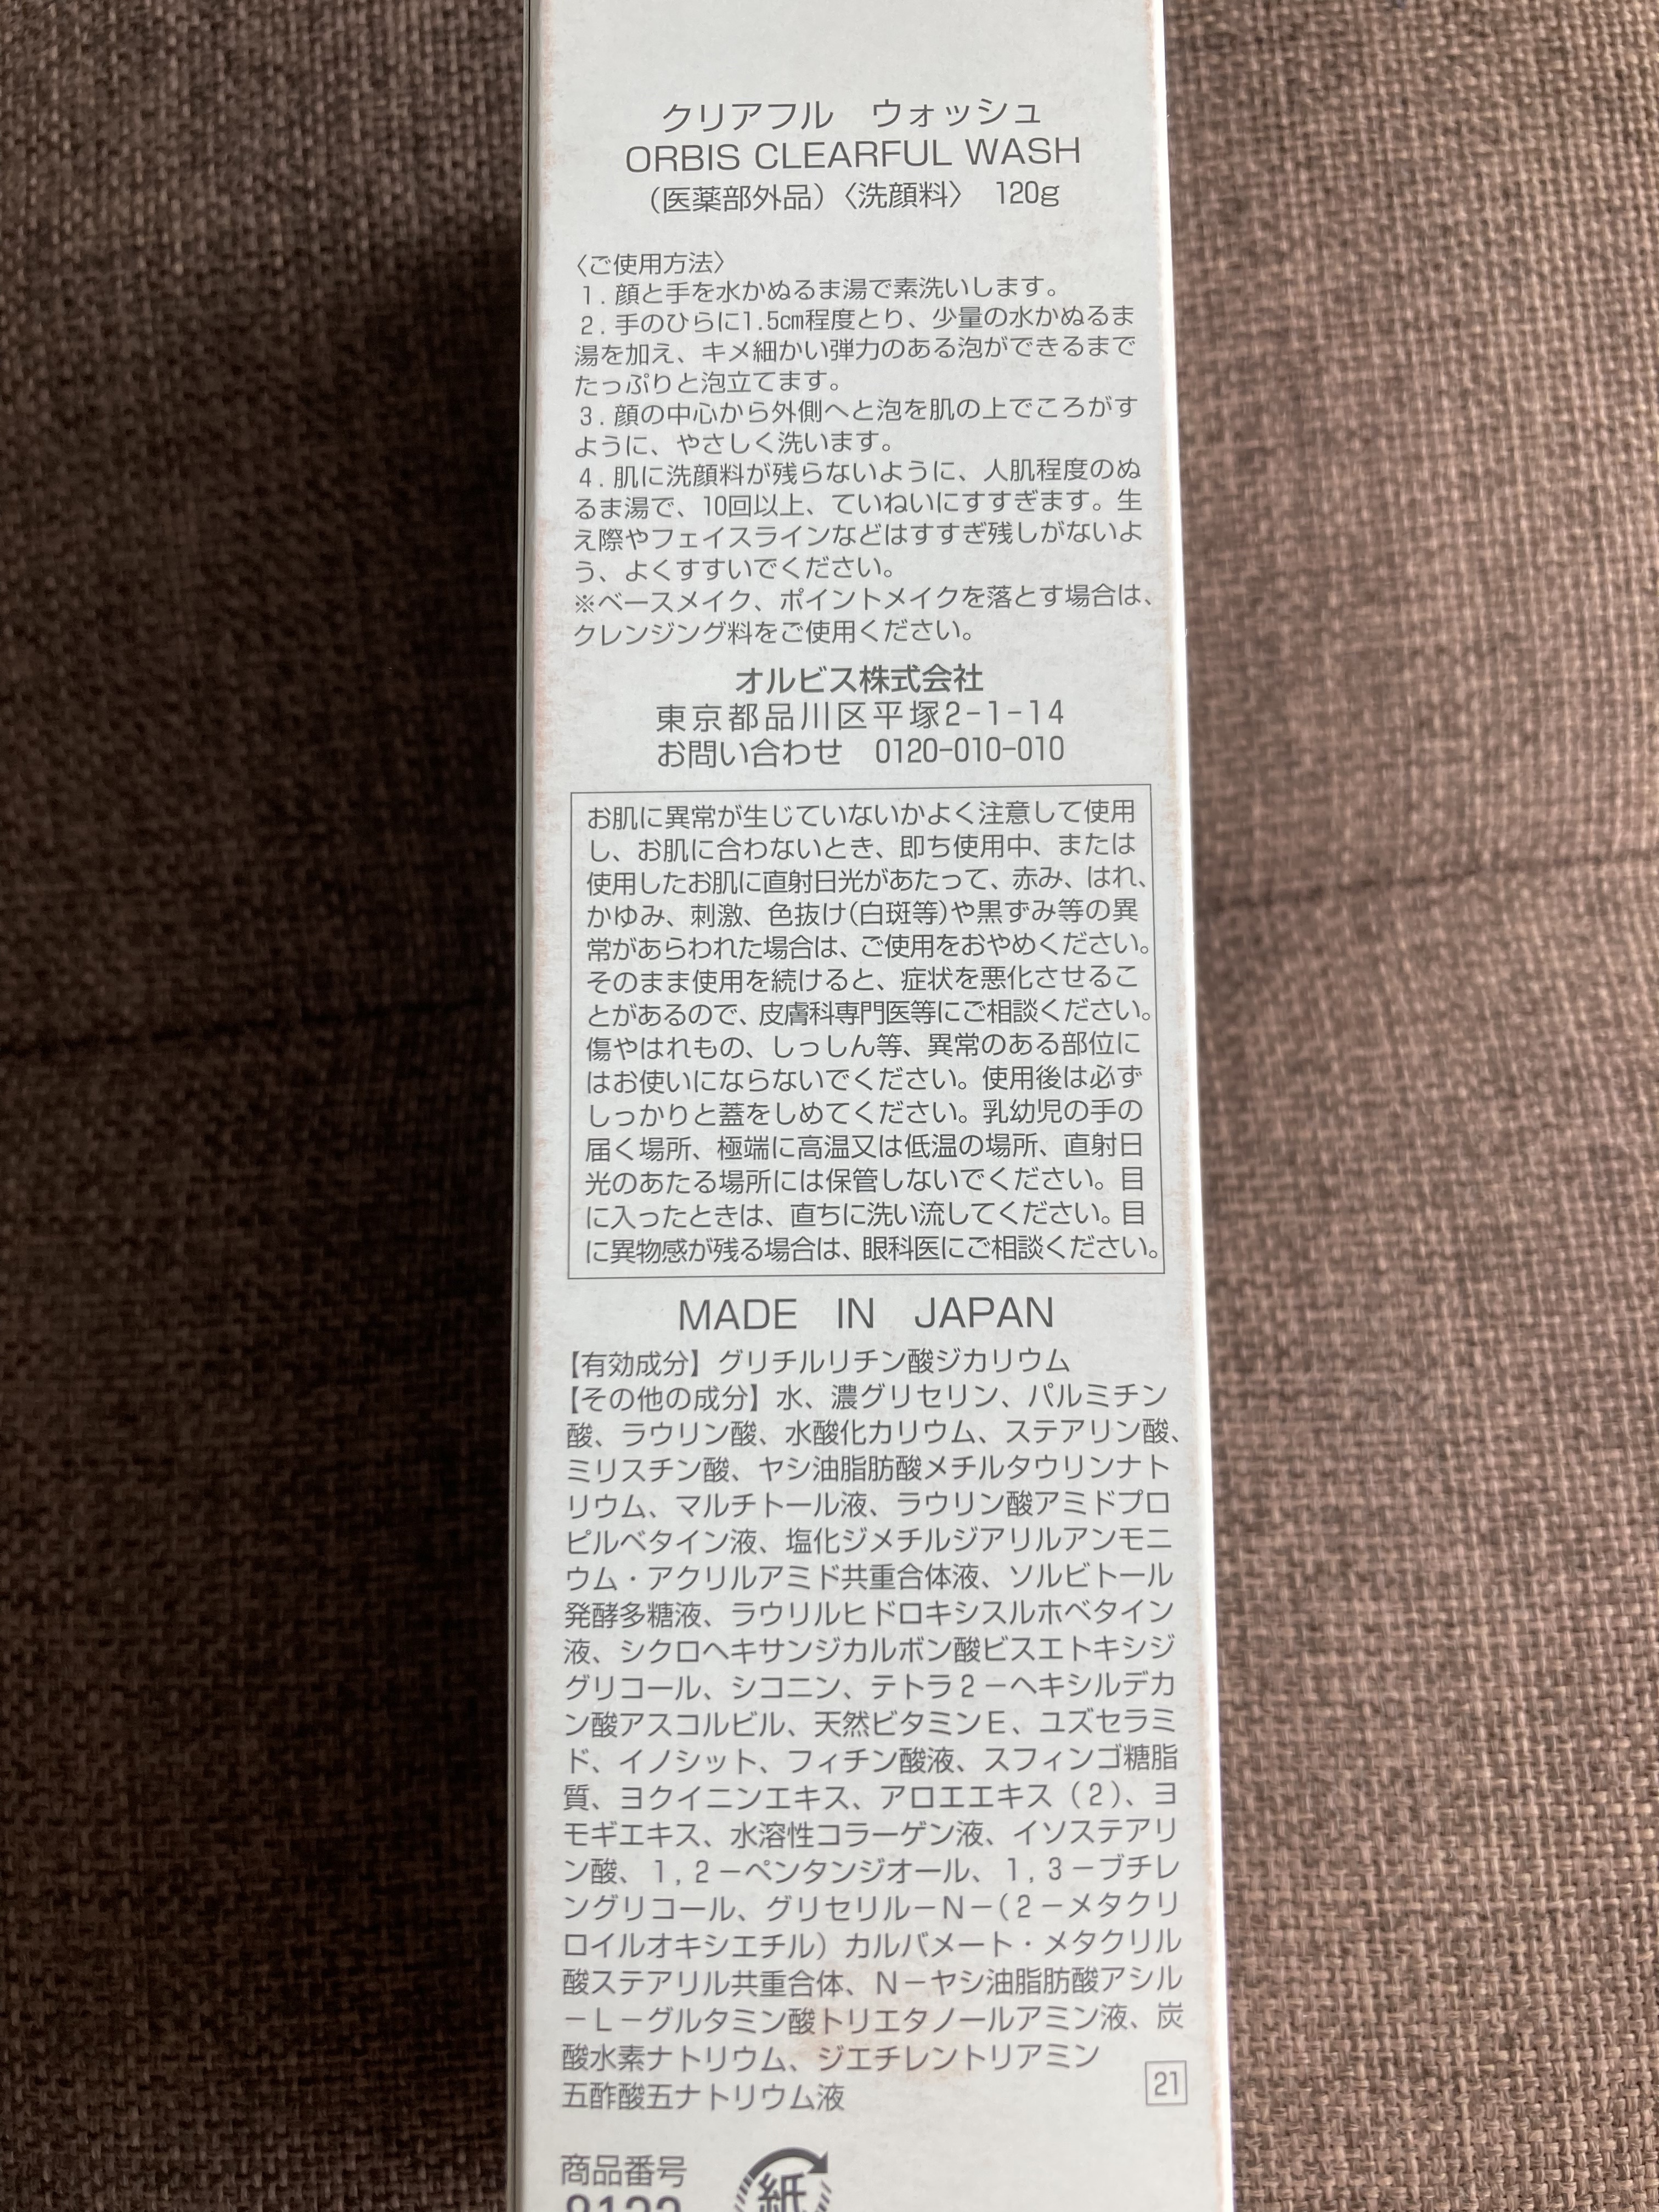 クリアフル　ウォッシュ
ORBIS CLEARFUL WASH
（医薬部外品）〈洗顔料〉 120g
〈ご使用方法〉
1．顔と手を水かぬるま湯で素洗いします。
2．手のひらに1.5cm程度とり、少量の水かぬるま
湯を加え、キメ細かい弾力のある泡ができるまで
たっぷりと泡立てます。
3．顔の中心から外側へと泡を肌の上でころがす
ように、やさしく洗います。
4．肌に洗顔料が残らないように、人肌程度のぬ
るま湯で、10回以上、ていねいにすすぎます。生
え際やフェイスラインなどはすすぎ残しがないよ
う、よくすすいでください。
※ベースメイク、ポイントメイクを落とす場合は、
クレンジング料をご使用ください。
オルビス株式会社
東京都品川区平塚2-1-14
お問い合わせ　0120-010-010
お肌に異常が生じていないかよく注意して使用
し、お肌に合わないとき、即ち使用中、または
使用したお肌に直射日光があたって、赤み、はれ、
かゆみ、刺激、色抜け(白斑等)や黒ずみ等の異
常があらわれた場合は、ご使用をおやめください。
そのまま使用を続けると、症状を悪化させるこ
とがあるので、皮膚科専門医等にご相談ください。
傷やはれもの、しっしん等、異常のある部位に
はお使いにならないでください。使用後は必ず
しっかりと蓋をしめてください。乳幼児の手の
届く場所、極端に高温又は低温の場所、直射日
光のあたる場所には保管しないでください。目
に入ったときは、直ちに洗い流してください。目
に異物感が残る場合は、眼科医にご相談ください。
MADE IN JAPAN
【有効成分】グリチルリチン酸ジカリウム
【その他の成分】水、濃グリセリン、パルミチン
酸、ラウリン酸、水酸化カリウム、ステアリン酸、
ミリスチン酸、ヤシ油脂肪酸メチルタウリンナト
リウム、マルチトール液、ラウリン酸アミドプロ
ピルベタイン液、塩化ジメチルジアリルアンモニ
ウム・アクリルアミド共重合体液、ソルビトール
発酵多糖液、ラウリルヒドロキシスルホベタイン
液、シクロヘキサンジカルボン酸ビスエトキシジ
グリコール、シコニン、テトラ2－ヘキシルデカ
ン酸アスコルビル、天然ビタミンE、ユズセラミ
ド、イノシット、フィチン酸液、スフィンゴ糖脂
質、ヨクイニンエキス、アロエエキス（2）、ヨ
モギエキス、水溶性コラーゲン液、イソステアリ
ン酸、1，2－ペンタンジオール、1，3－ブチレ
ングリコール、グリセリル－N－(2－メタクリ
ロイルオキシエチル）カルバメート・メタクリル
酸ステアリル共重合体、N－ヤシ油脂肪酸アシル
－L－グルタミン酸トリエタノールアミン液、炭
酸水素ナトリウム、ジエチレントリアミン
五酢酸五ナトリウム液
21
商品番号
紙